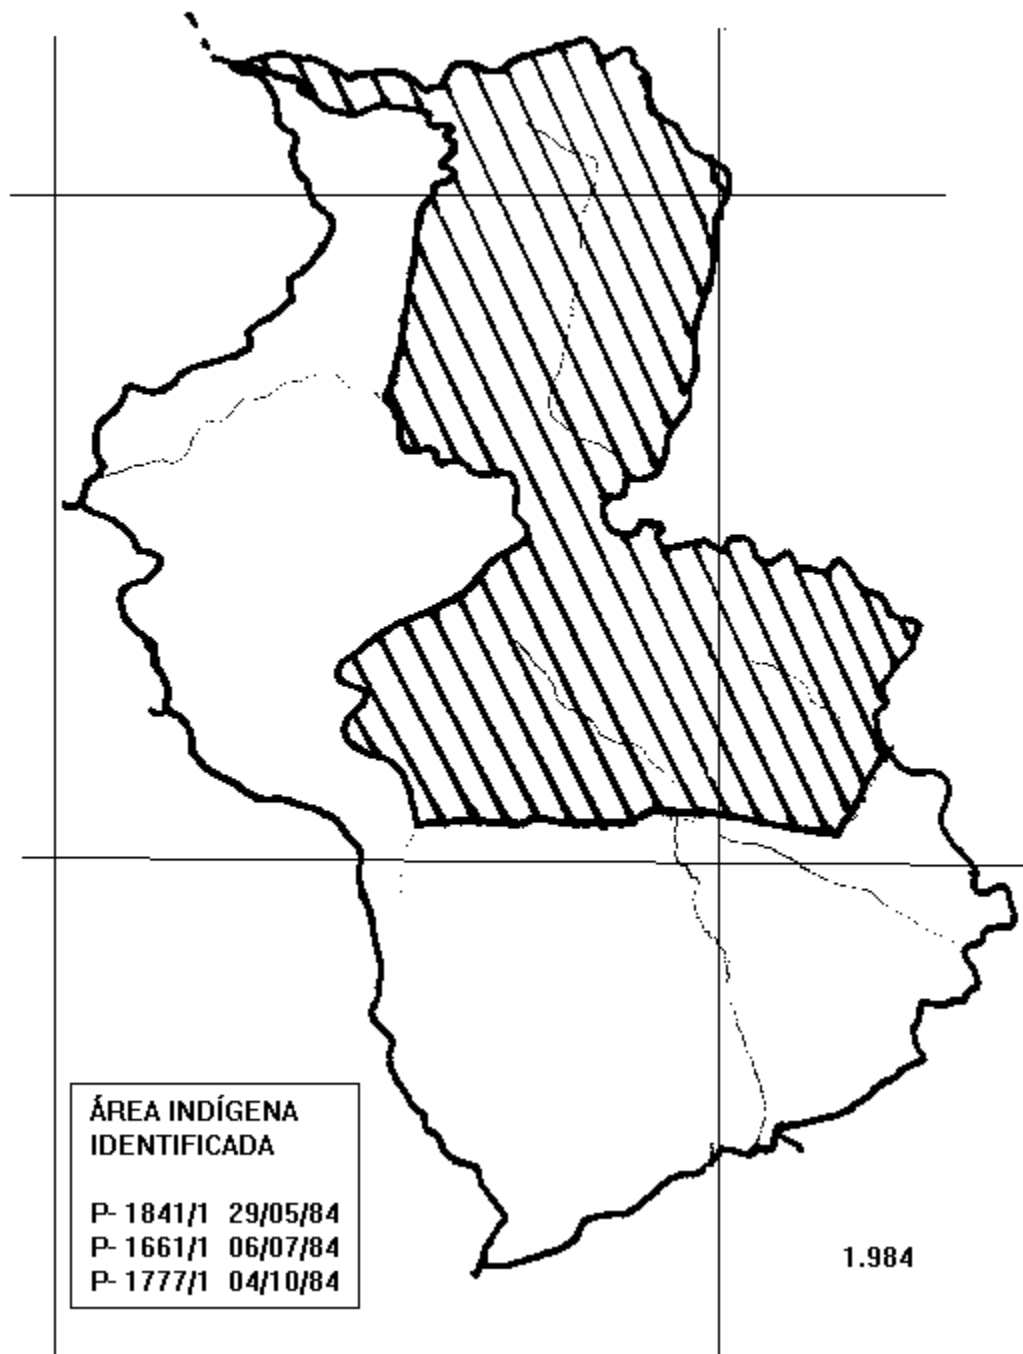 ÁREA INDÍGENA
IDENTIFICADA
P- 1841/1 29/05/84
P- 1661/1 06/07/84
P- 1777/1 04/10/84
1.984